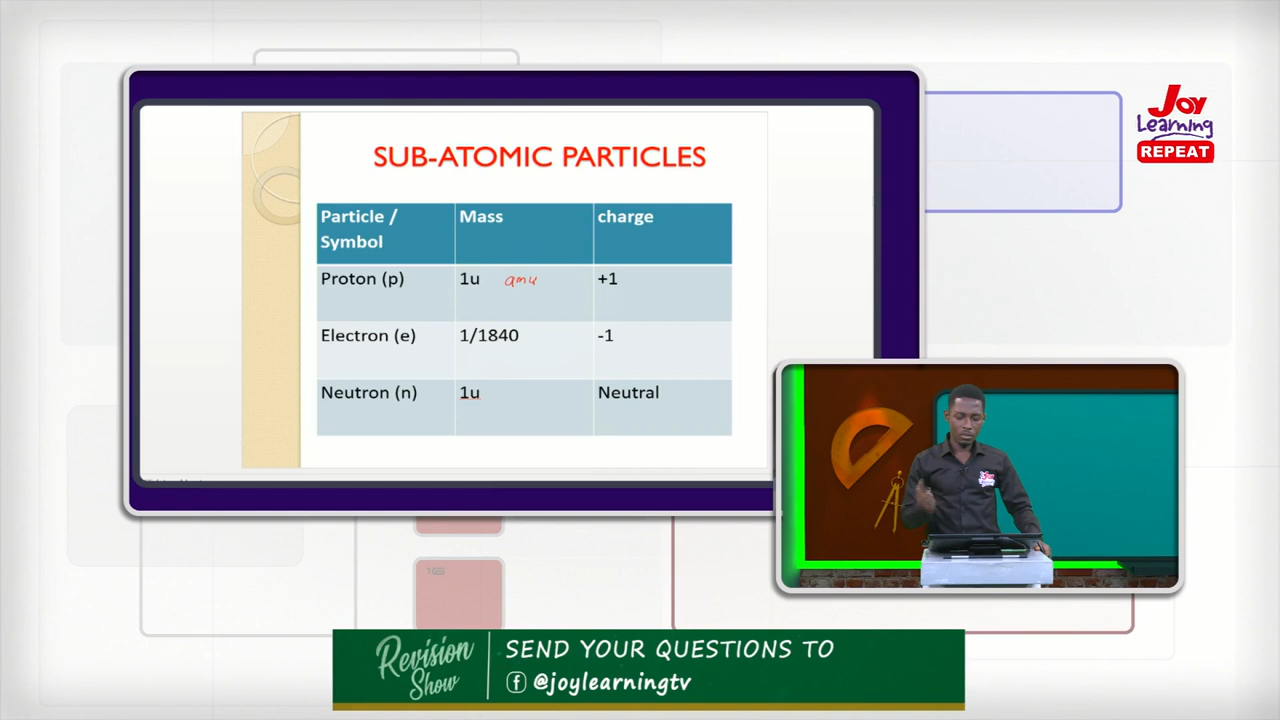 Joy
Learning
REPEAT
SUB-ATOMIC PARTICLES
Particle / Symbol
Mass
charge
Proton (p)
1u
amu
+1
Electron (e)
1/1840
-1
Neutron (n)
1u
Neutral
Revision
Show
SEND YOUR QUESTIONS TO
@joylearningtv